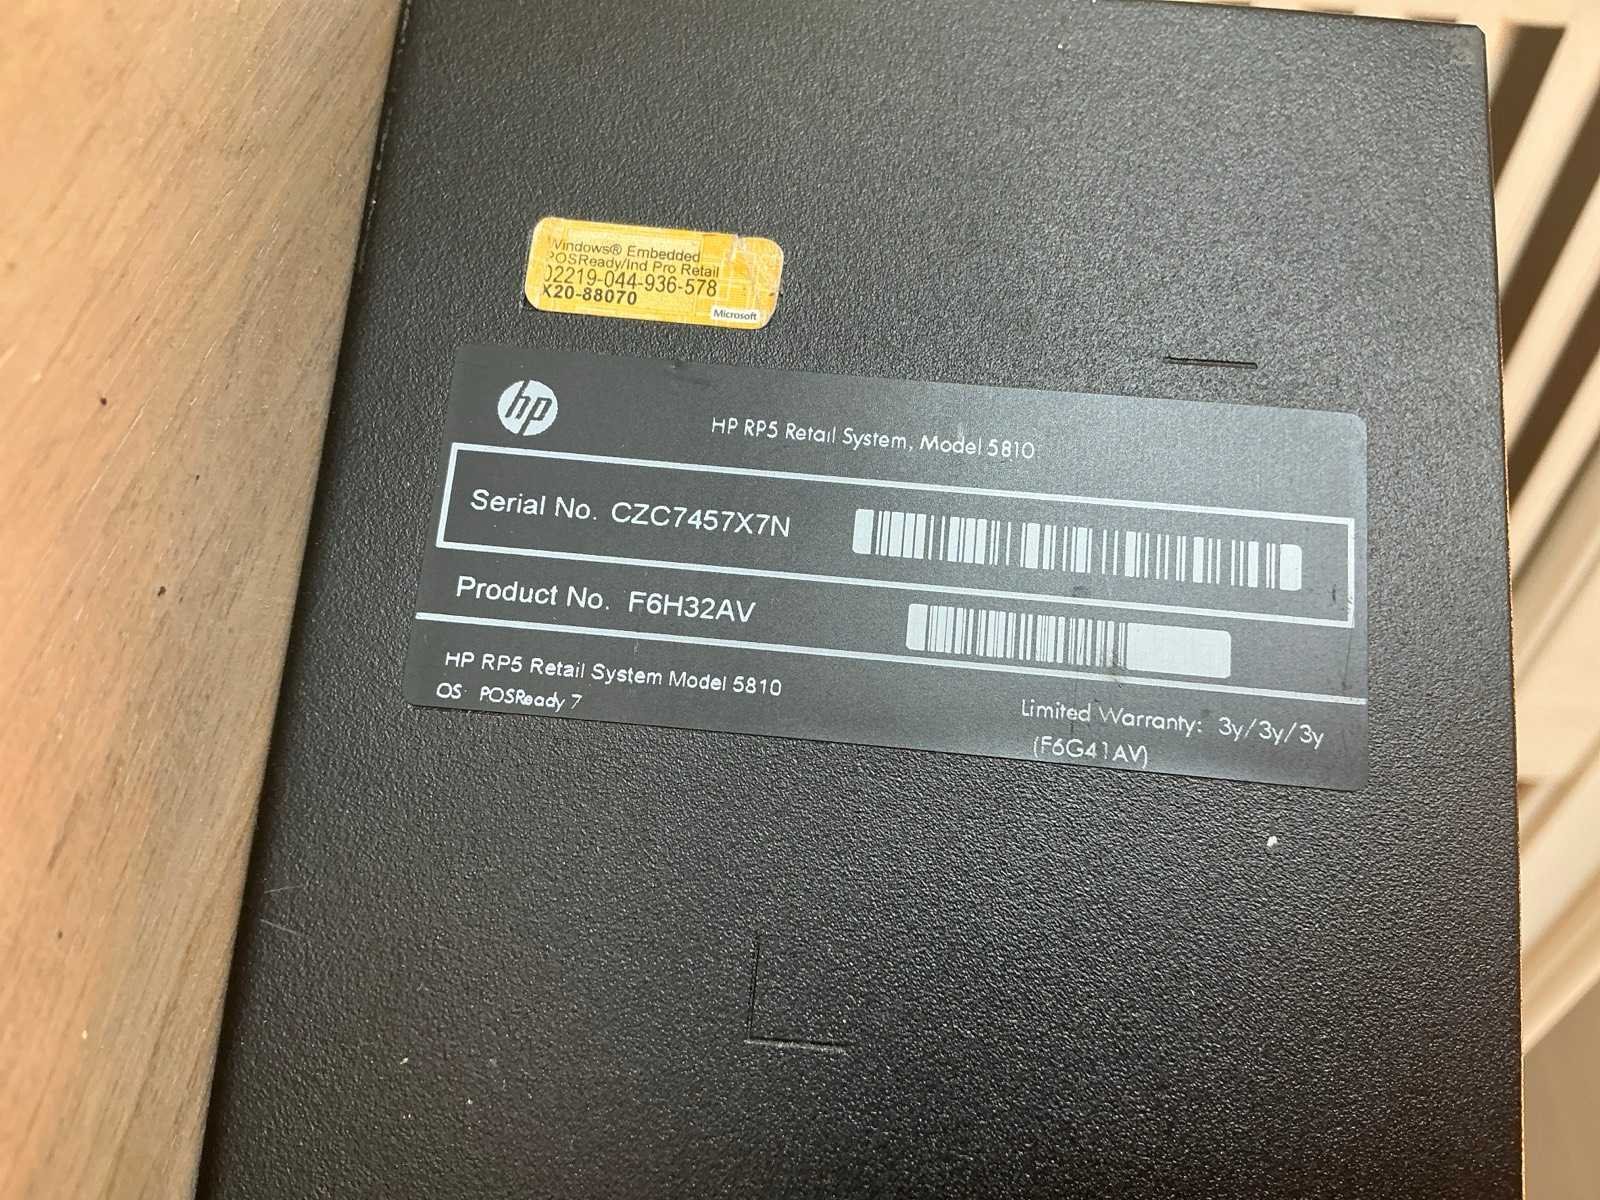 Windows® Embedded
POSReady/Ind Pro Retail
02219-044-936-578
X20-88070
Microsoft
hp
HP RP5 Retail System, Model 5810
Serial No. CZC7457X7N
Product No. F6H32AV
HP RP5 Retail System Model 5810
OS: POSReady 7
Limited Warranty: 3y/3y/3y
(F6G41AV)